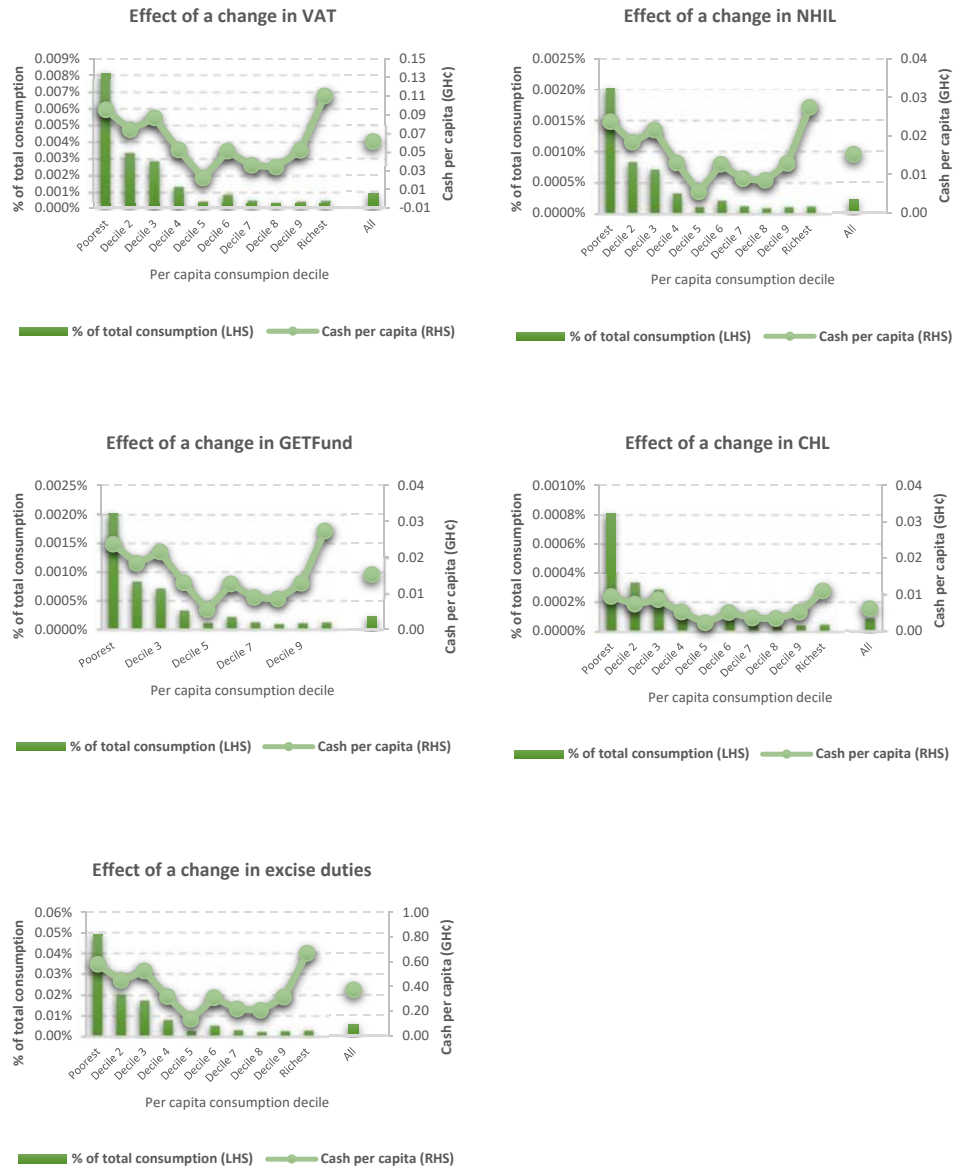 Effect of a change in VAT
% of total consumption
0.009%
0.008%
0.007%
0.006%
0.005%
0.004%
0.003%
0.002%
0.001%
0.000%
0.15
0.13
0.11
0.09
0.07
0.05
0.03
0.01
-0.01
Cash per capita (GH¢)
Poorest
Decile 2
Decile 3
Decile 4
Decile 5
Decile 6
Decile 7
Decile 8
Decile 9
Richest
All
Per capita consumption decile
% of total consumption (LHS)
Cash per capita (RHS)
Effect of a change in NHIL
% of total consumption
0.0025%
0.0020%
0.0015%
0.0010%
0.0005%
0.0000%
0.04
0.03
0.02
0.01
0.00
Cash per capita (GH¢)
Poorest
Decile 2
Decile 3
Decile 4
Decile 5
Decile 6
Decile 7
Decile 8
Decile 9
Richest
All
Per capita consumption decile
% of total consumption (LHS)
Cash per capita (RHS)
Effect of a change in GETFund
% of total consumption
0.0025%
0.0020%
0.0015%
0.0010%
0.0005%
0.0000%
0.04
0.03
0.02
0.01
0.00
Cash per capita (GH¢)
Poorest
Decile 3
Decile 5
Decile 7
Decile 9
Per capita consumption decile
% of total consumption (LHS)
Cash per capita (RHS)
Effect of a change in CHL
% of total consumption
0.0010%
0.0008%
0.0006%
0.0004%
0.0002%
0.0000%
0.04
0.03
0.02
0.01
0.00
Cash per capita (GH¢)
Poorest
Decile 2
Decile 3
Decile 4
Decile 5
Decile 6
Decile 7
Decile 8
Decile 9
Richest
All
Per capita consumption decile
% of total consumption (LHS)
Cash per capita (RHS)
Effect of a change in excise duties
% of total consumption
0.06%
0.05%
0.04%
0.03%
0.02%
0.01%
0.00%
1.00
0.80
0.60
0.40
0.20
0.00
Cash per capita (GH¢)
Poorest
Decile 2
Decile 3
Decile 4
Decile 5
Decile 6
Decile 7
Decile 8
Decile 9
Richest
All
Per capita consumption decile
% of total consumption (LHS)
Cash per capita (RHS)